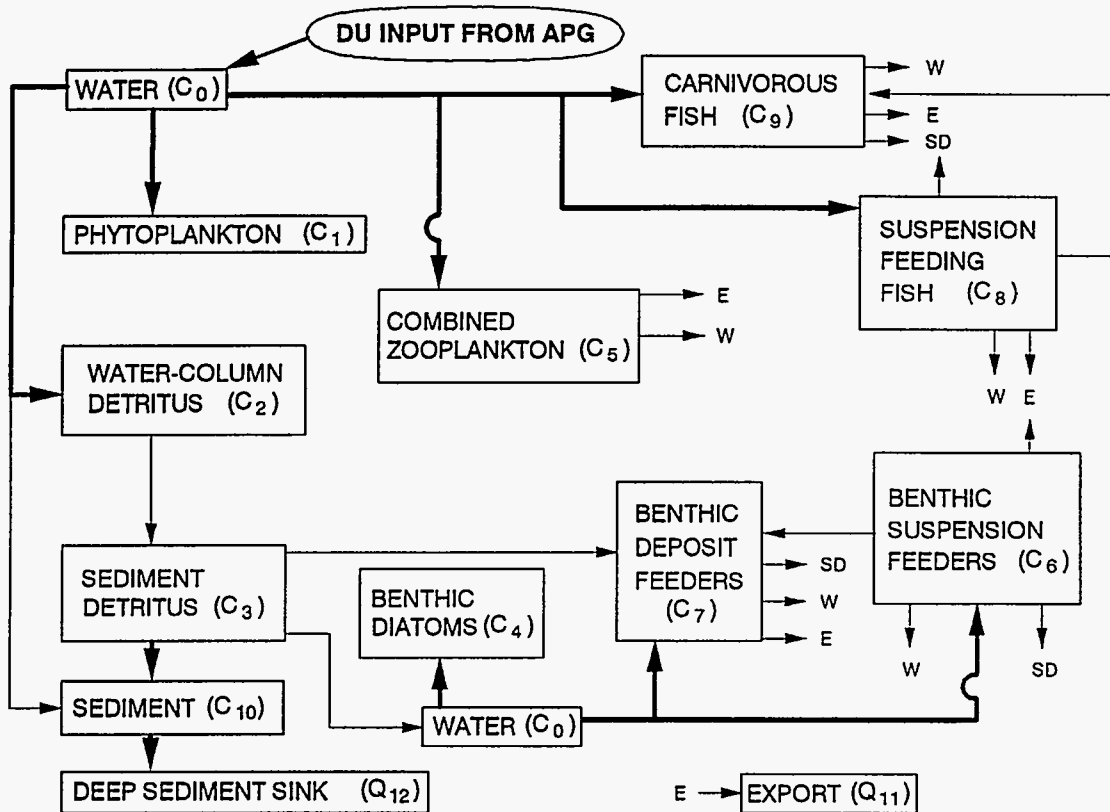 DU INPUT FROM APG
WATER (C0)
CARNIVOROUS
FISH (C9)
W
E
SD
PHYTOPLANKTON (C1)
SUSPENSION
FEEDING
FISH (C8)
COMBINED
ZOOPLANKTON (C5)
E
W
W
E
WATER-COLUMN
DETRITUS (C2)
BENTHIC
SUSPENSION
FEEDERS (C6)
W
SD
BENTHIC
DEPOSIT
FEEDERS
(C7)
SD
W
E
SEDIMENT
DETRITUS (C3)
BENTHIC
DIATOMS (C4)
SEDIMENT (C10)
WATER (C0)
DEEP SEDIMENT SINK (Q12)
E
EXPORT (Q11)